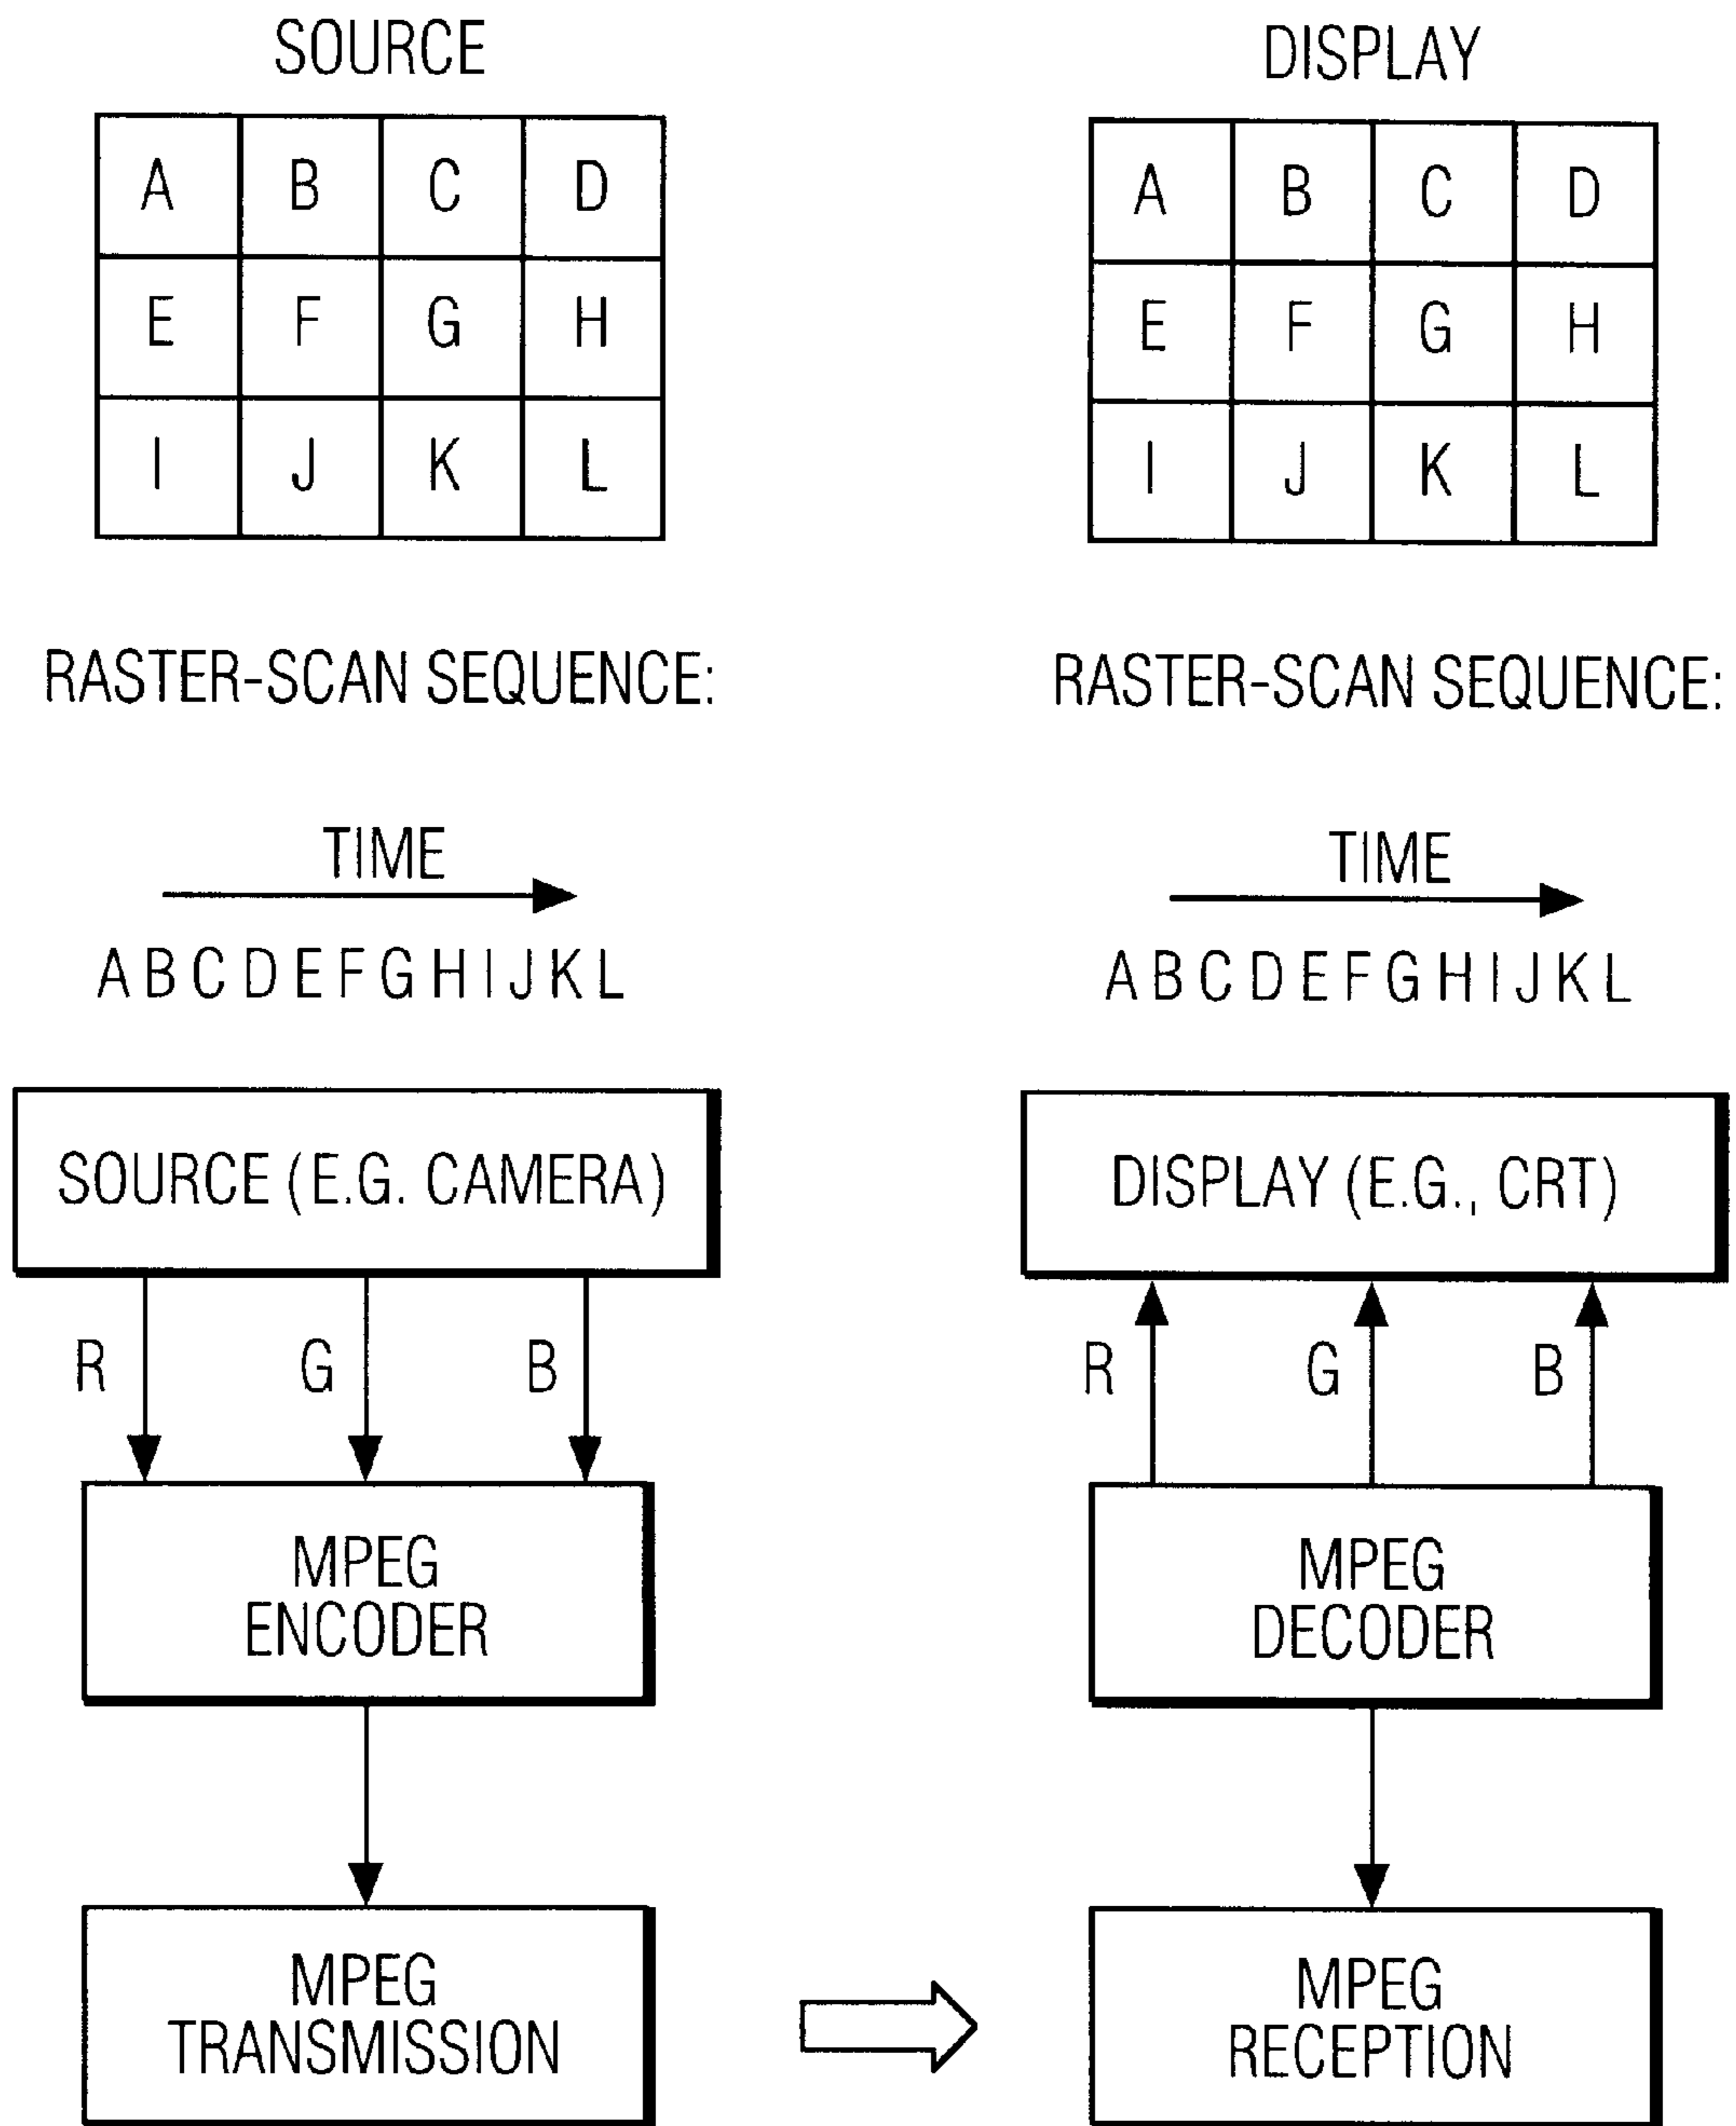 SOURCE
A B C D
E F G H
I J K L
RASTER-SCAN SEQUENCE:
TIME
A B C D E F G H I J K L
SOURCE (E.G. CAMERA)
R G B
MPEG
ENCODER
MPEG
TRANSMISSION
DISPLAY
A B C D
E F G H
I J K L
RASTER-SCAN SEQUENCE:
TIME
A B C D E F G H I J K L
DISPLAY (E.G., CRT)
R G B
MPEG
DECODER
MPEG
RECEPTION